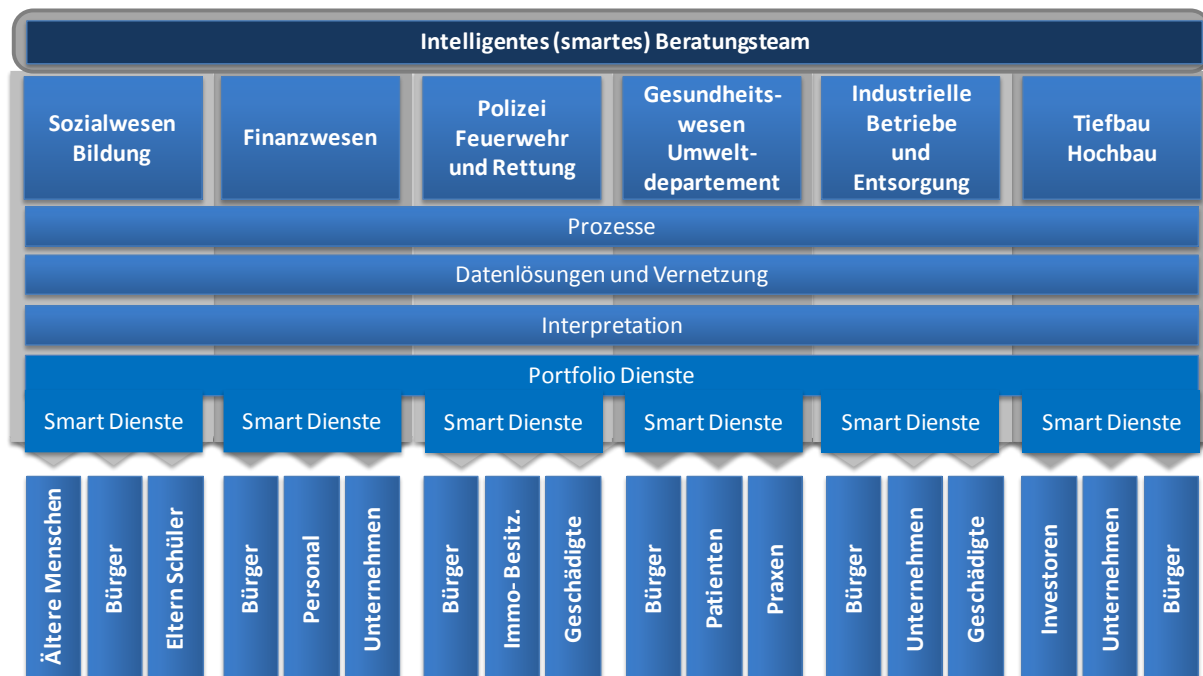 Intelligentes (smartes) Beratungsteam
Sozialwesen
Bildung
Finanzwesen
Polizei
Feuerwehr
und Rettung
Gesundheits-
wesen
Umwelt-
departement
Industrielle
Betriebe
und
Entsorgung
Tiefbau
Hochbau
Prozesse
Datenlösungen und Vernetzung
Interpretation
Portfolio Dienste
Smart Dienste
Smart Dienste
Smart Dienste
Smart Dienste
Smart Dienste
Smart Dienste
Ältere Menschen
Bürger
Eltern Schüler
Bürger
Personal
Unternehmen
Bürger
Immo- Besitz.
Geschädigte
Bürger
Patienten
Praxen
Bürger
Unternehmen
Geschädigte
Investoren
Unternehmen
Bürger